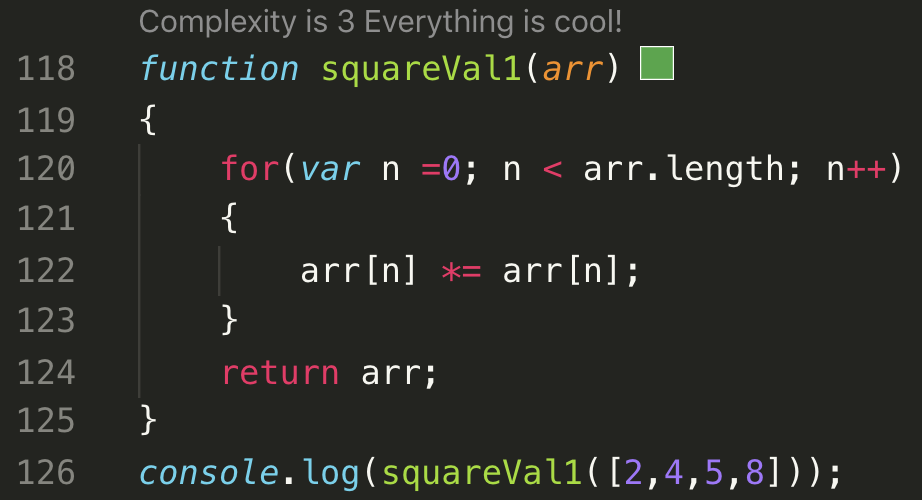 Complexity is 3 Everything is cool!
118 function squareVal1(arr)
119 {
120 for(var n =0; n < arr.length; n++)
121 {
122 arr[n] *= arr[n];
123 }
124 return arr;
125 }
126 console.log(squareVal1([2,4,5,8]));